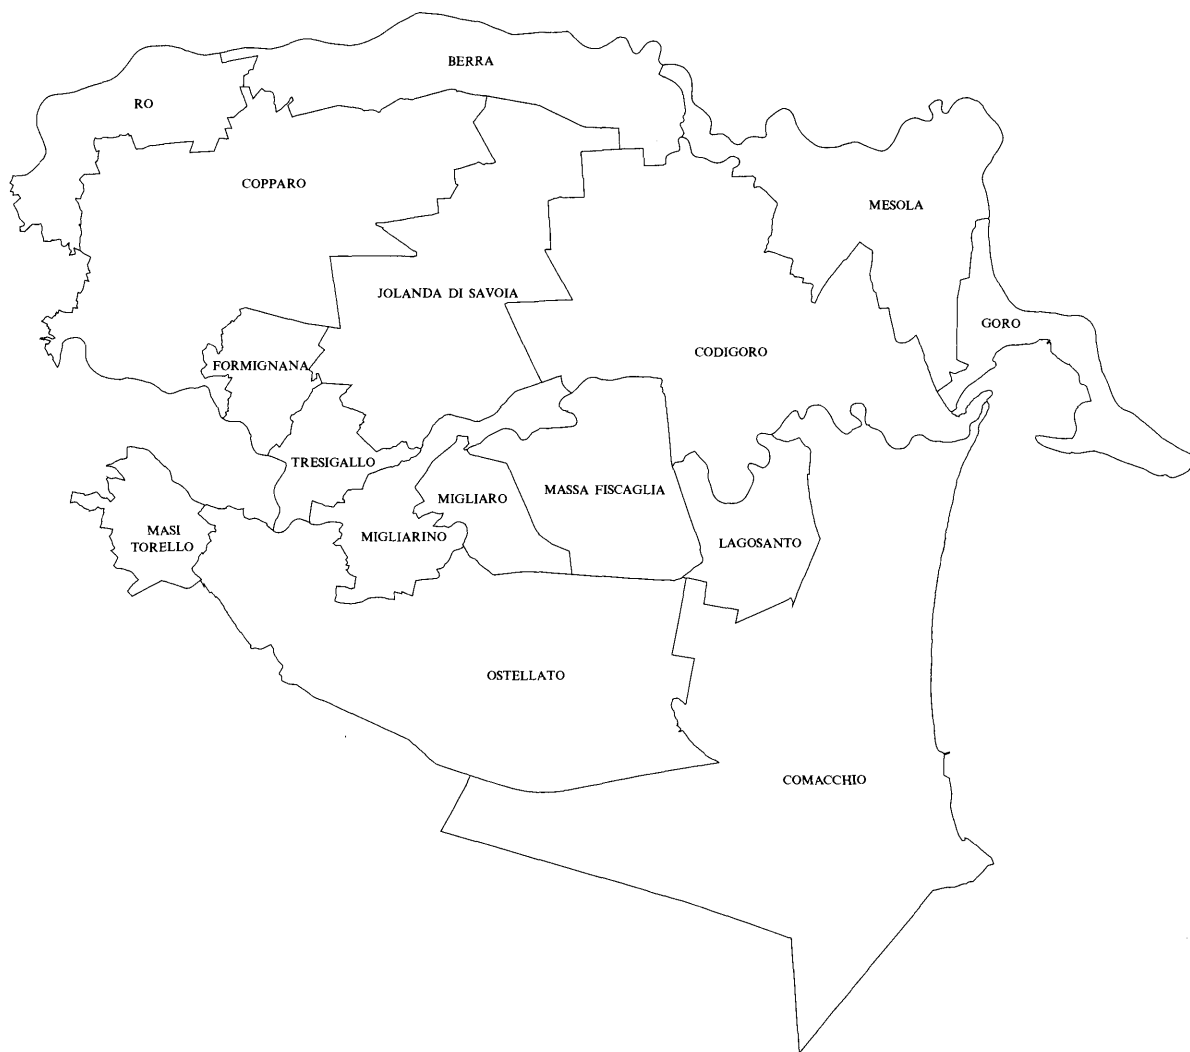 BERRA
RO
COPPARO
MESOLA
JOLANDA DI SAVOIA
GORO
CODIGORO
FORMIGNANA
TRESIGALLO
MIGLIARO
MASSA FISCAGLIA
MASI
TORELLO
MIGLIARINO
LAGOSANTO
OSTELLATO
COMACCHIO